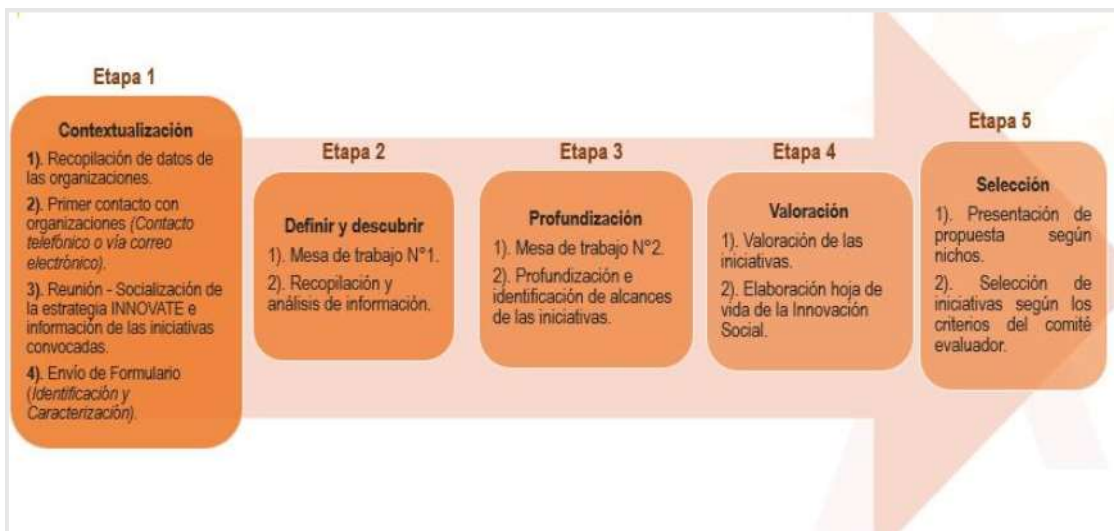 Etapa 1
Contextualización
1). Recopilación de datos de
las organizaciones.
2). Primer contacto con
organizaciones (Contacto
telefónico o vía correo
electrónico).
3). Reunión - Socialización de
la estrategia INNOVATE e
información de las iniciativas
convocadas.
4). Envío de Formulario
(Identificación y
Caracterización).
Etapa 2
Definir y descubrir
1). Mesa de trabajo N°1.
2). Recopilación y
análisis de información.
Etapa 3
Profundización
1). Mesa de trabajo N°2.
2). Profundización e
identificación de alcances
de las iniciativas.
Etapa 4
Valoración
1). Valoración de las
iniciativas.
2). Elaboración hoja de
vida de la Innovación
Social.
Etapa 5
Selección
1). Presentación de
propuesta según
nichos.
2). Selección de
iniciativas según los
criterios del comité
evaluador.